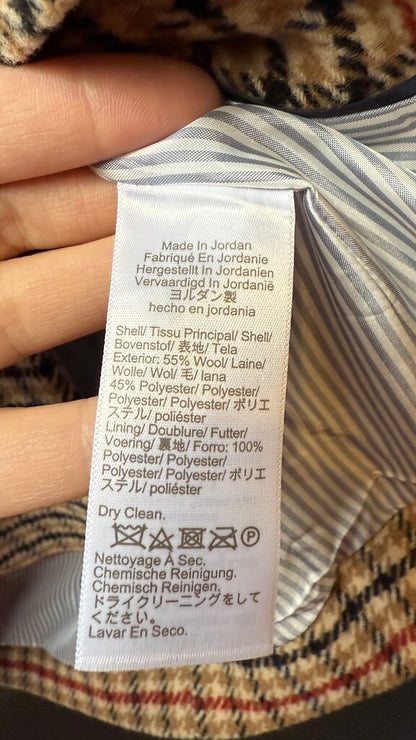 Made In Jordan
Fabriqué En Jordanie
Hergestellt In Jordanien
Vervaardigd In Jordanië
ヨルダン製
hecho en jordania
Shell/ Tissu Principal/ Shell/
Bovenstof/ 表地/ Tela
Exterior: 55% Wool/ Laine/
Wolle/ Wol/ 毛/ lana
45% Polyester/ Polyester/
Polyester/ Polyester/ ポリエ
ステル/ poliéster
Lining/ Doublure/ Futter/
Voering/ 裏地/ Forro: 100%
Polyester/ Polyester/
Polyester/ Polyester/ ポリエ
ステル/ poliéster
Dry Clean.
P
Nettoyage A Sec.
Chemische Reinigung.
Chemisch Reinigen.
ドライクリーニングをして
ください。
Lavar En Seco.